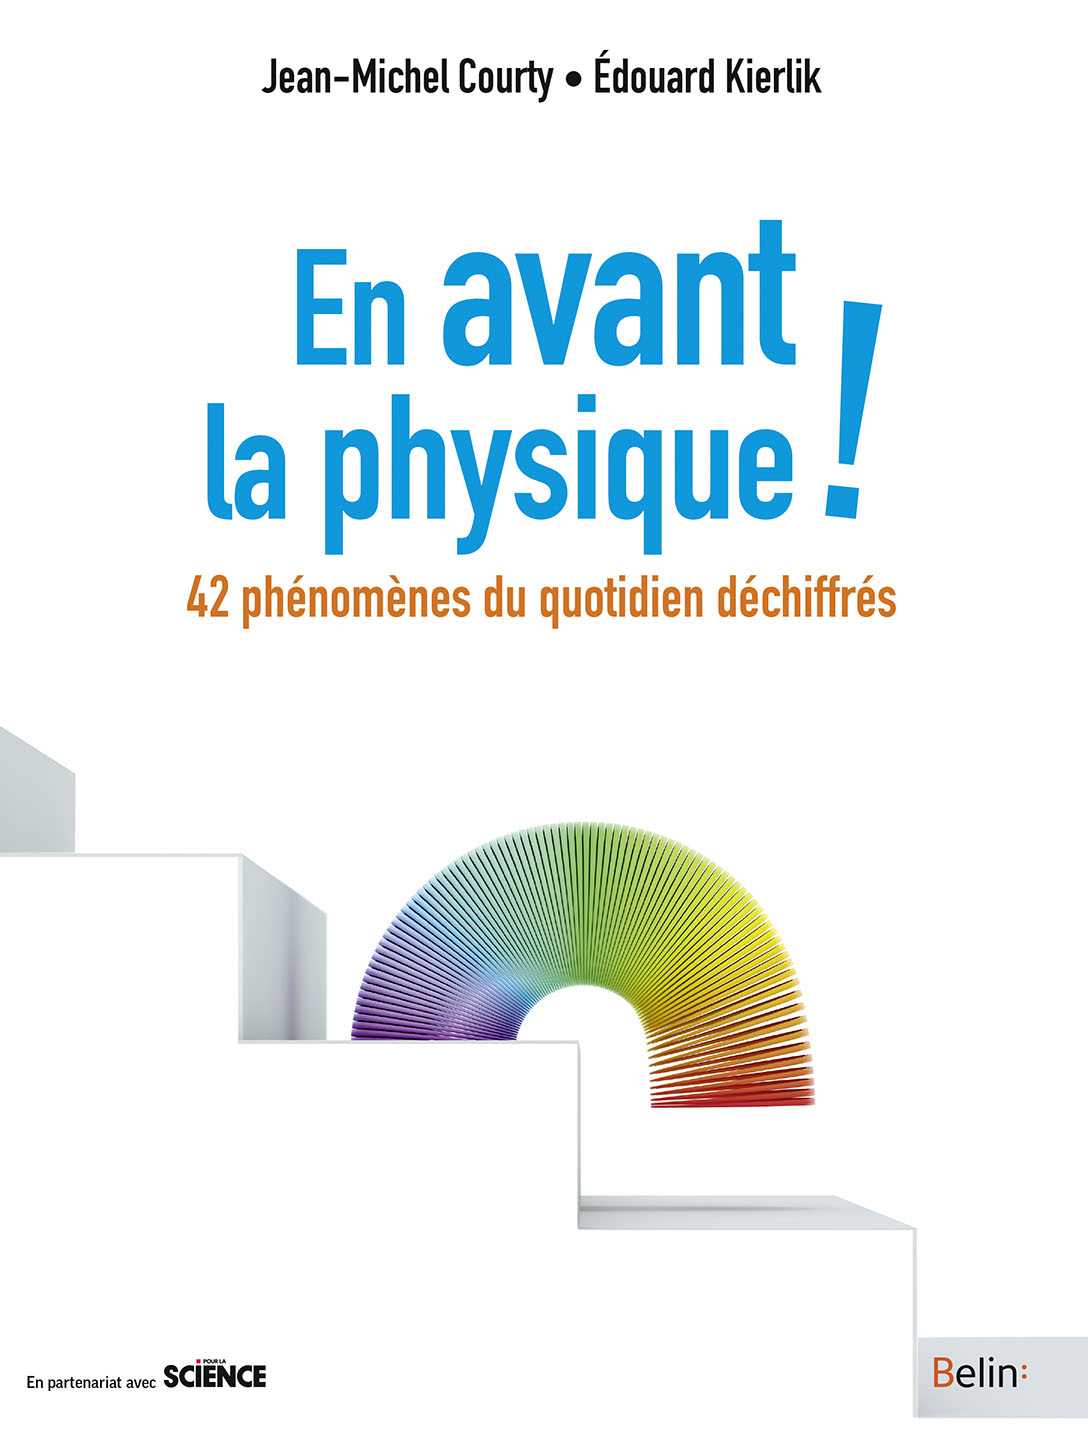 Jean-Michel Courty • Édouard Kierlik
En avant
la physique !
42 phénomènes du quotidien déchiffrés
En partenariat avec POUR LA SCIENCE
Belin: